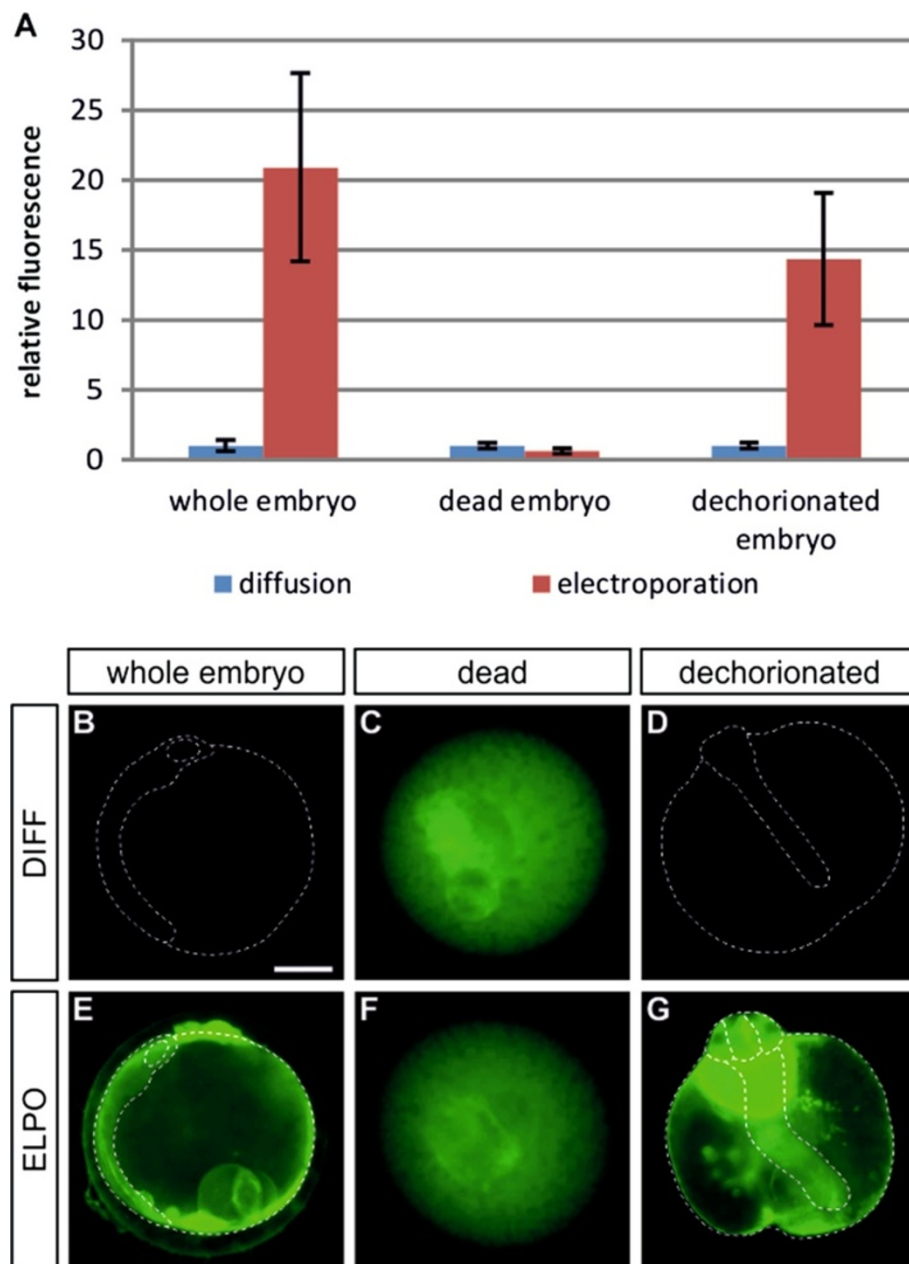 A
30
25
20
15
10
5
0
relative fluorescence
whole embryo
dead embryo
dechorionated
embryo
diffusion
electroporation
whole embryo
dead
dechorionated
DIFF
B
C
D
ELPO
E
F
G